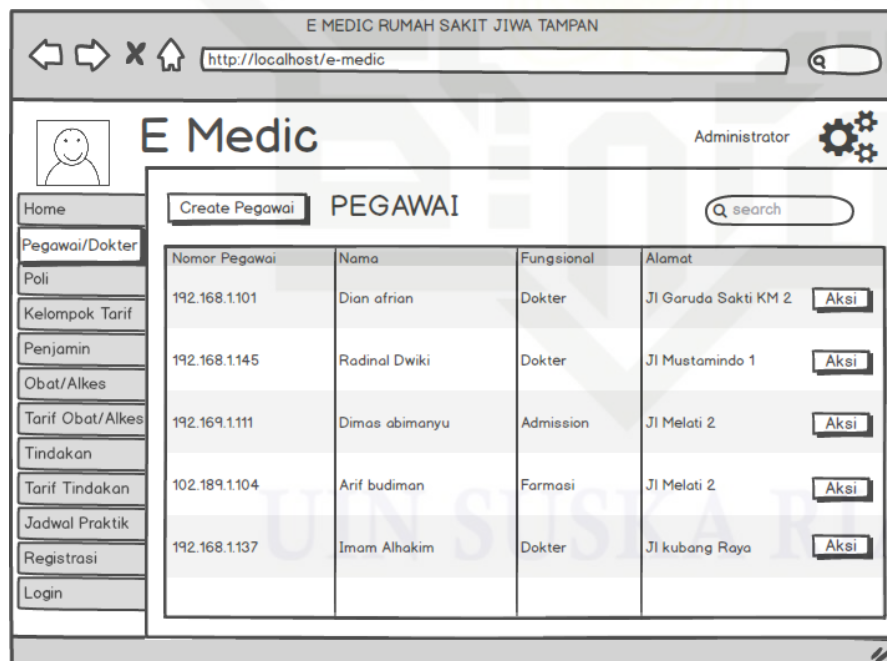 E MEDIC RUMAH SAKIT JIWA TAMPAN
http://localhost/e-medic
E Medic
Administrator
Home
Pegawai/Dokter
Poli
Kelompok Tarif
Penjamin
Obat/Alkes
Tarif Obat/Alkes
Tindakan
Tarif Tindakan
Jadwal Praktik
Registrasi
Login
Create Pegawai PEGAWAI search
Nomor Pegawai Nama Fungsional Alamat
192.168.1.101 Dian afrian Dokter Jl Garuda Sakti KM 2 Aksi
192.168.1.145 Radinal Dwiki Dokter Jl Mustamindo 1 Aksi
192.169.1.111 Dimas abimanyu Admission Jl Melati 2 Aksi
102.189.1.104 Arif budiman Farmasi Jl Melati 2 Aksi
192.168.1.137 Imam Alhakim Dokter Jl kubang Raya Aksi
UIN SUSKA RI